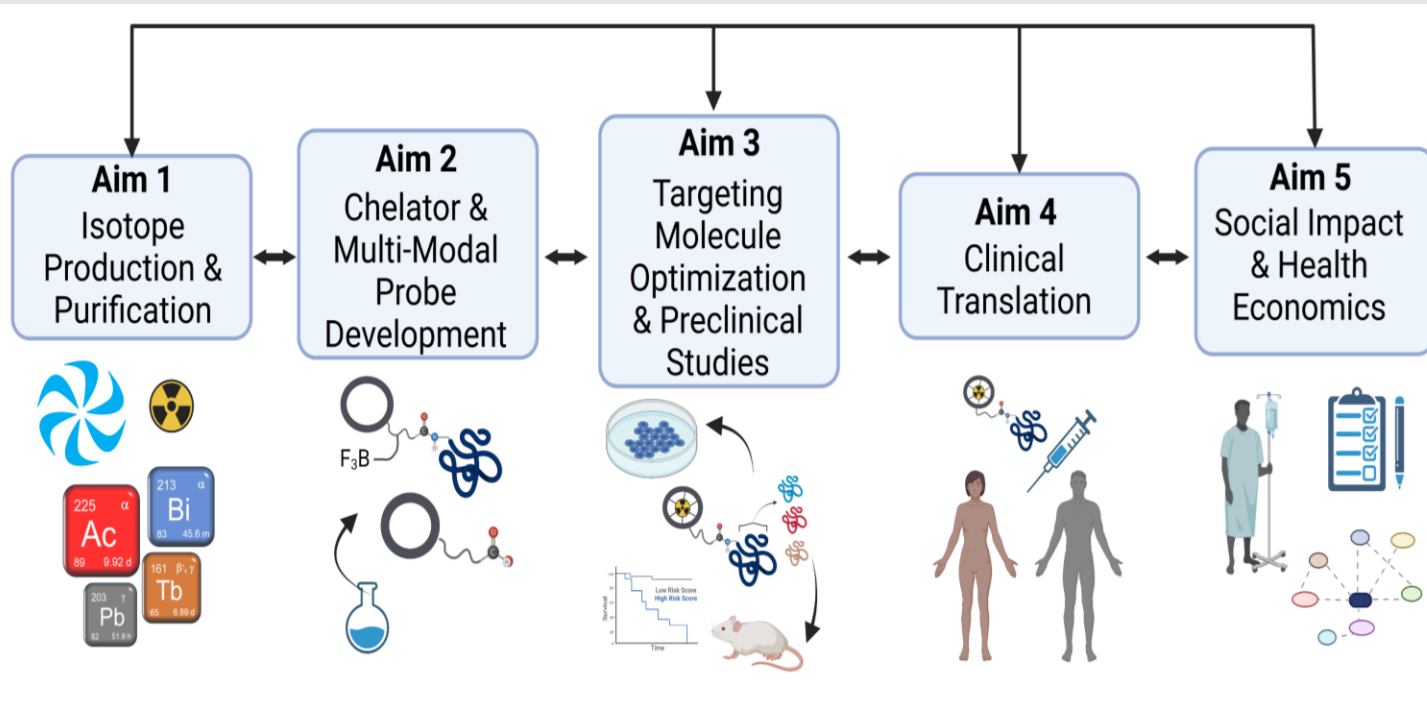 Aim 1
Isotope
Production &
Purification
Aim 2
Chelator &
Multi-Modal
Probe
Development
Aim 3
Targeting
Molecule
Optimization
& Preclinical
Studies
Aim 4
Clinical
Translation
Aim 5
Social Impact
& Health
Economics
225 α
Ac
89 9.92 d
213 α
Bi
83 45.6 m
161 β-, γ
Tb
65 6.89 d
203 γ
Pb
82 51.9 h
F₃B
Low Risk Score
High Risk Score
Survival
Time